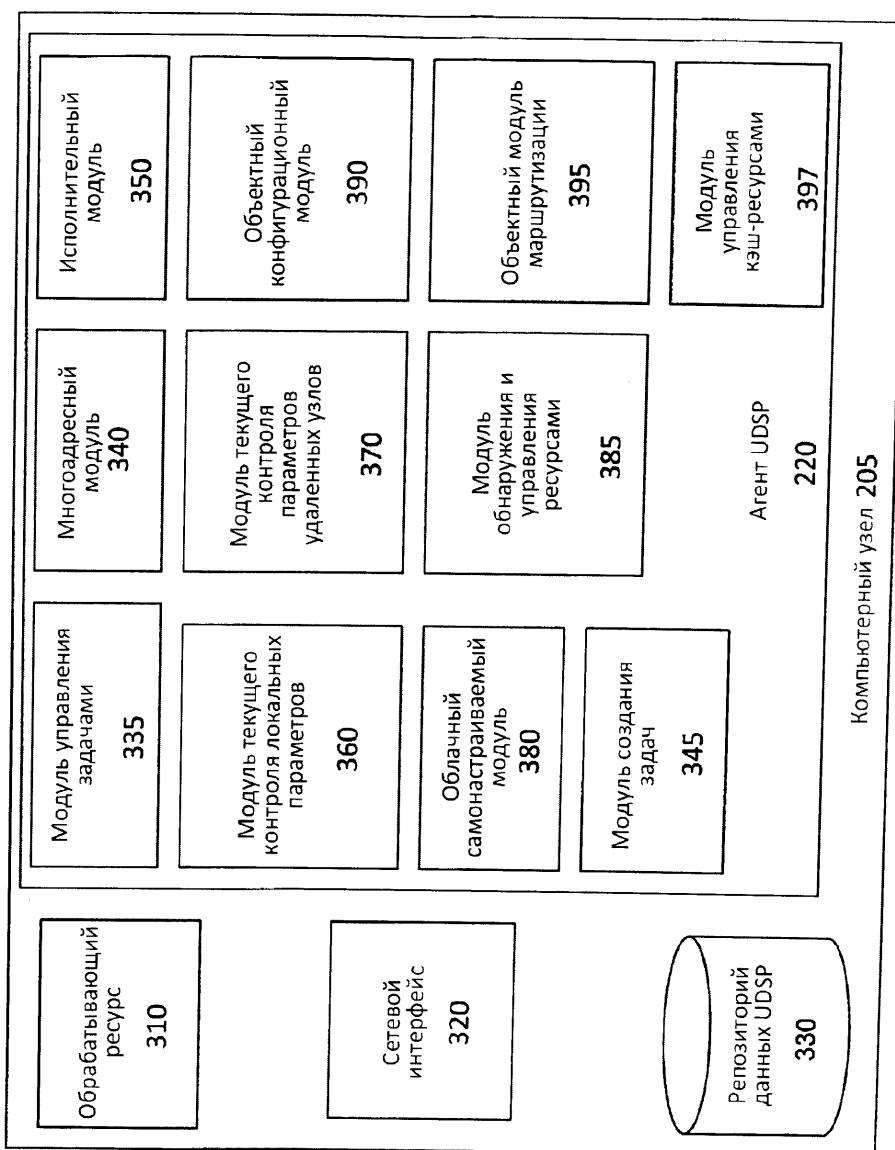 Обрабатывающий
ресурс
310
Сетевой
интерфейс
320
Репозиторий
данных UDSP
330
Модуль управления
задачами
335
Модуль текущего
контроля локальных
параметров
360
Облачный
самонастраиваемый
модуль
380
Модуль создания
задач
345
Многоадресный
модуль
340
Модуль текущего
контроля
параметров
удаленных узлов
370
Модуль
обнаружения и
управления
ресурсами
385
Агент UDSP
220
Исполнительный
модуль
350
Объектный
конфигурационный
модуль
390
Объектный модуль
маршрутизации
395
Модуль
управления
кэш-ресурсами
397
Компьютерный узел 205